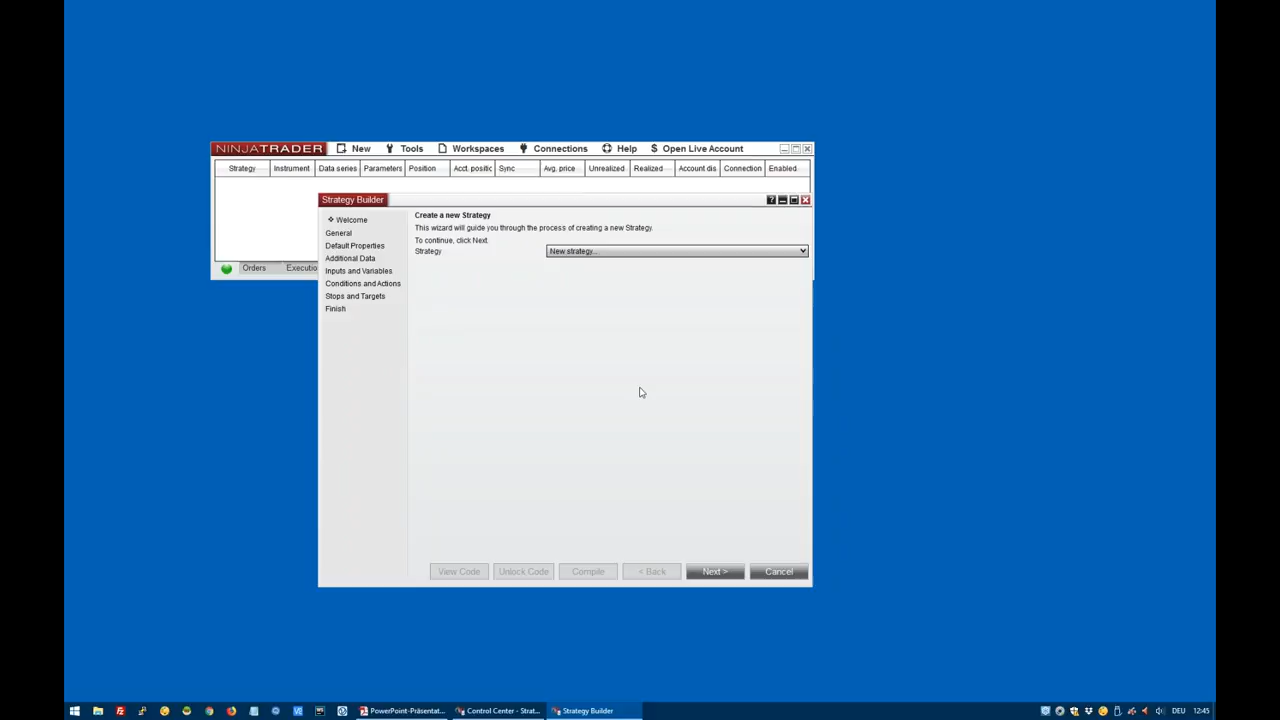 NINJATRADER New Tools Workspaces Connections Help $ Open Live Account
Strategy Instrument Data series Parameters Position Acct. positic Sync Avg. price Unrealized Realized Account dis Connection Enabled
Strategy Builder
Welcome
General
Default Properties
Additional Data
Inputs and Variables
Conditions and Actions
Stops and Targets
Finish
Create a new Strategy
This wizard will guide you through the process of creating a new Strategy.
To continue, click Next.
Strategy New strategy...
Orders Executio
View Code Unlock Code Compile < Back Next > Cancel
PowerPoint-Präsentat... Control Center - Strat... Strategy Builder DEU 12:45